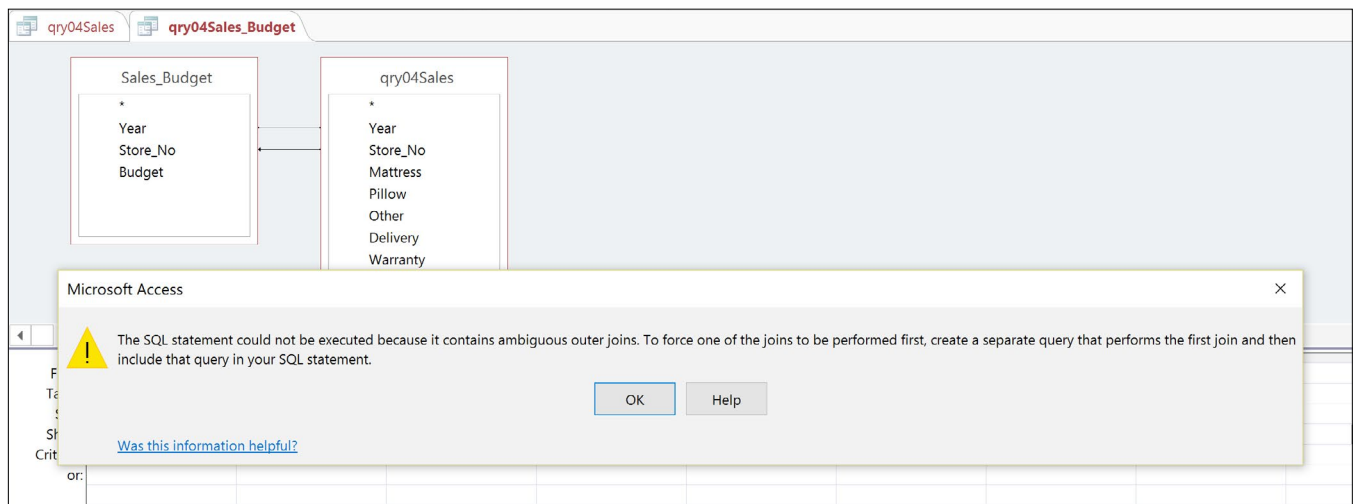 qry04Sales qry04Sales_Budget
Sales_Budget
*
Year
Store_No
Budget
qry04Sales
*
Year
Store_No
Mattress
Pillow
Other
Delivery
Warranty
Microsoft Access
The SQL statement could not be executed because it contains ambiguous outer joins. To force one of the joins to be performed first, create a separate query that performs the first join and then
include that query in your SQL statement.
OK Help
Was this information helpful?
F
Ta
S
Sh
Crit
or: